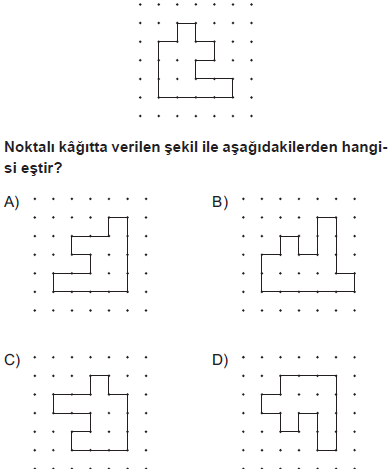 Noktalı kâğıtta verilen şekil ile aşağıdakilerden hangi-
si eştir?
A)
B)
C)
D)